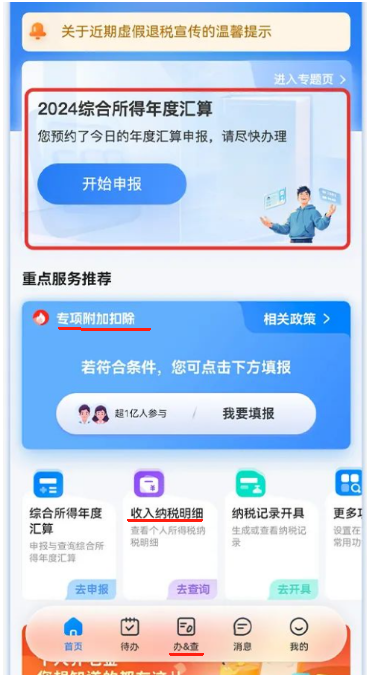 关于近期虚假退税宣传的温馨提示
进入专题页 >
2024综合所得年度汇算
您预约了今日的年度汇算申报，请尽快办理
开始申报
重点服务推荐
专项附加扣除
相关政策 >
若符合条件，您可点击下方填报
超1亿人参与 / 我要填报
综合所得年度
汇算
申报与查询综合所
得年度汇算
去申报
收入纳税明细
查看个人所得税纳
税明细
去查询
纳税记录开具
生成或查看纳税记
录
去开具
更多
设置在
常用功
首页
待办
办&查
消息
我的